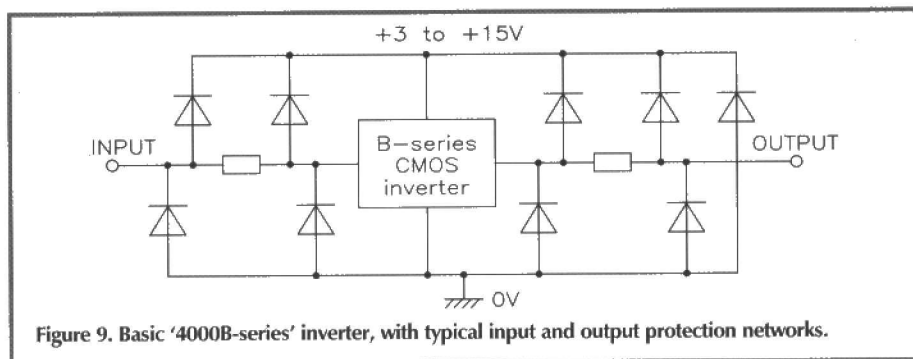 +3 to +15V
INPUT
B-series
CMOS
inverter
OUTPUT
0V
Figure 9. Basic ‘4000B-series’ inverter, with typical input and output protection networks.